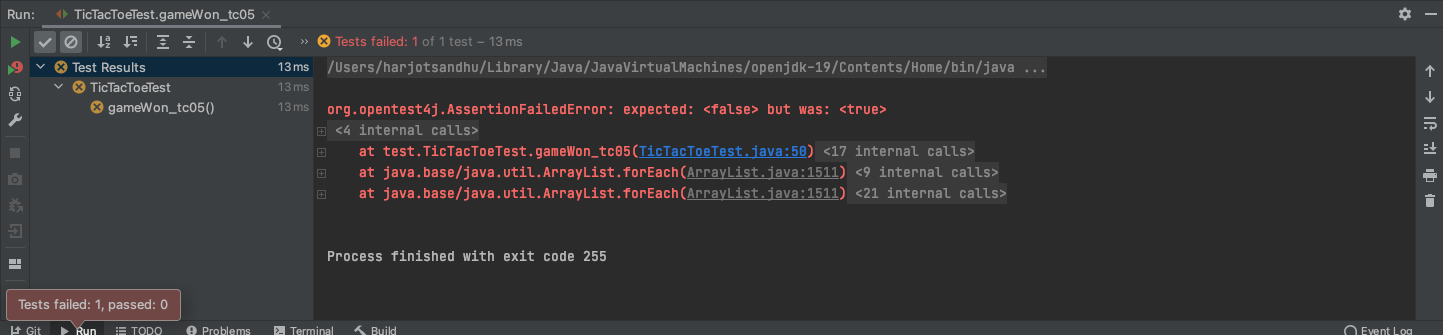 Run: TicTacToeTest.gameWon_tc05 ×
Tests failed: 1 of 1 test – 13 ms
Test Results 13 ms
TicTacToeTest 13 ms
gameWon_tc05() 13 ms
/Users/harjotsandhu/Library/Java/JavaVirtualMachines/openjdk-19/Contents/Home/bin/java ...
org.opentest4j.AssertionFailedError: expected: <false> but was: <true>
<4 internal calls>
at test.TicTacToeTest.gameWon_tc05(TicTacToeTest.java:50) <17 internal calls>
at java.base/java.util.ArrayList.forEach(ArrayList.java:1511) <9 internal calls>
at java.base/java.util.ArrayList.forEach(ArrayList.java:1511) <21 internal calls>
Process finished with exit code 255
Tests failed: 1, passed: 0
Git Run TODO Problems Terminal Build Event Log